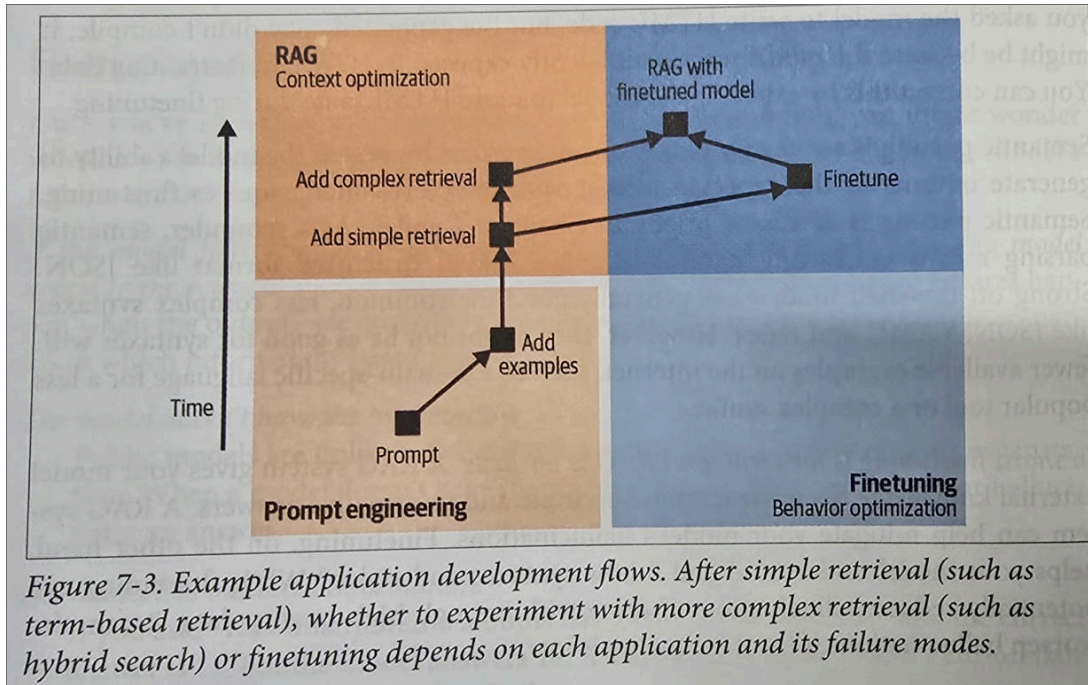 RAG
Context optimization
RAG with
finetuned model
Add complex retrieval
Finetune
Add simple retrieval
Add
examples
Time
Prompt
Prompt engineering
Finetuning
Behavior optimization
Figure 7-3. Example application development flows. After simple retrieval (such as
term-based retrieval), whether to experiment with more complex retrieval (such as
hybrid search) or finetuning depends on each application and its failure modes.